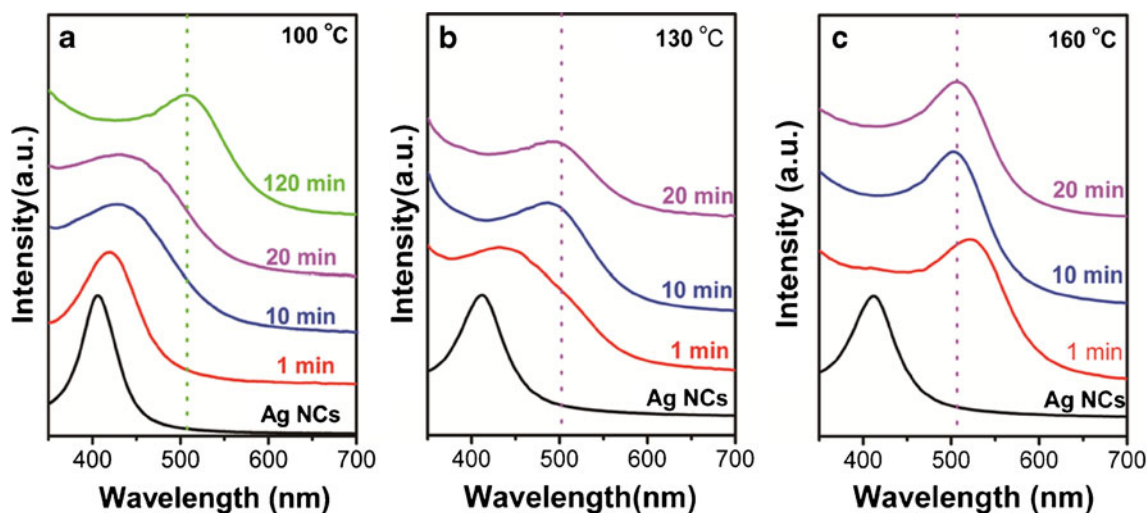 a
100 °C
120 min
20 min
10 min
1 min
Ag NCs
Intensity(a.u.)
400 500 600 700
Wavelength (nm)
b
130 °C
20 min
10 min
1 min
Ag NCs
Intensity(a.u.)
400 500 600 700
Wavelength(nm)
c
160 °C
20 min
10 min
1 min
Ag NCs
Intensity (a.u.)
400 500 600 700
Wavelength (nm)